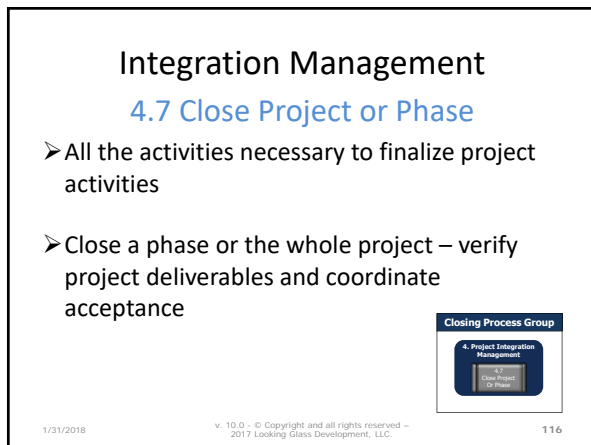 Integration Management
4.7 Close Project or Phase
➢All the activities necessary to finalize project
activities
➢Close a phase or the whole project – verify
project deliverables and coordinate
acceptance
Closing Process Group
4. Project Integration
Management
4.7
Close Project
Or Phase
1/31/2018
v. 10.0 - © Copyright and all rights reserved –
2017 Looking Glass Development, LLC.
116